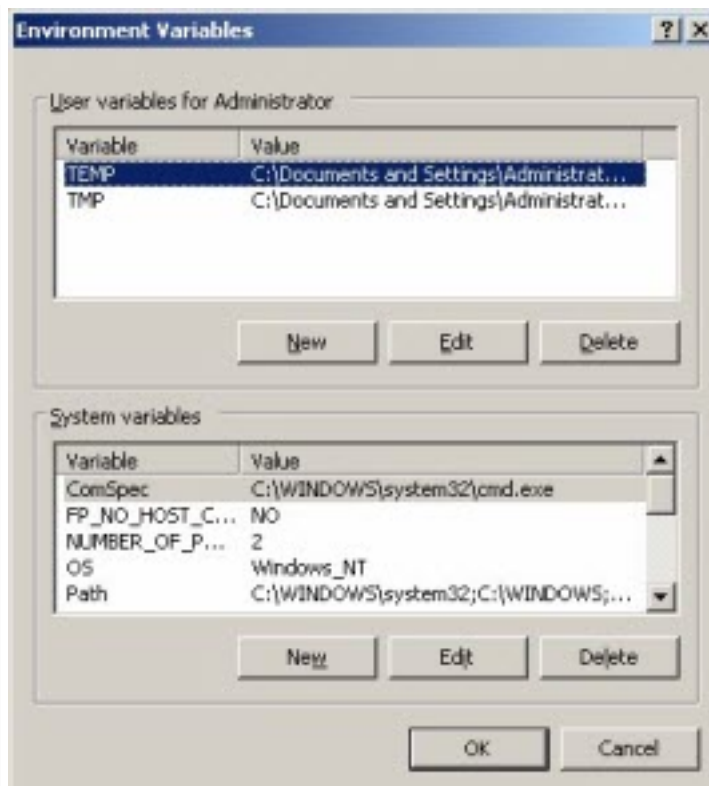 Environment Variables
User variables for Administrator
Variable Value
TEMP C:\Documents and Settings\Administrat...
TMP C:\Documents and Settings\Administrat...
New Edit Delete
System variables
Variable Value
ComSpec C:\WINDOWS\system32\cmd.exe
FP_NO_HOST_C... NO
NUMBER_OF_P... 2
OS Windows_NT
Path C:\WINDOWS\system32;C:\WINDOWS;...
New Edit Delete
OK Cancel